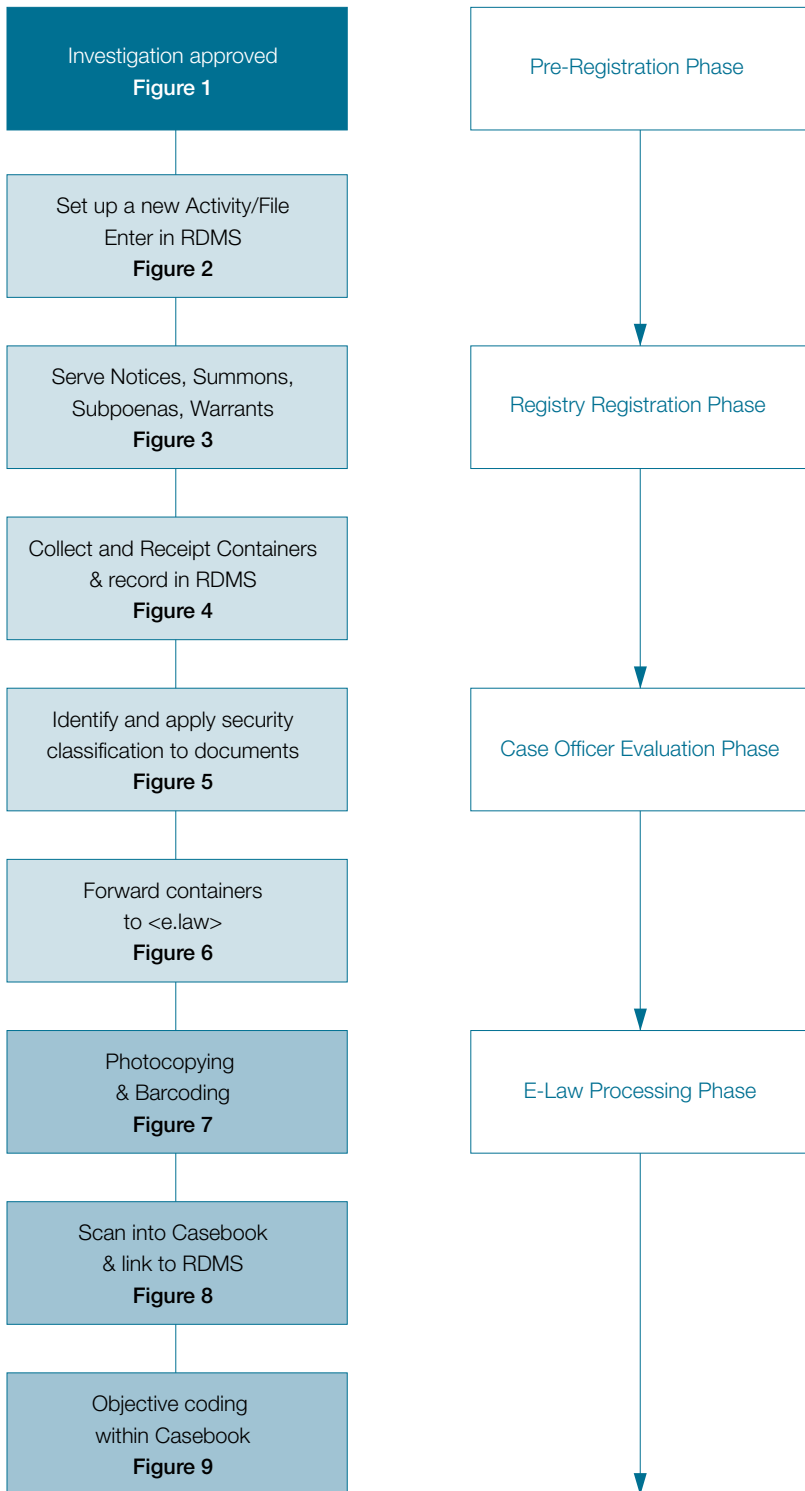 Investigation approved
Figure 1
Pre-Registration Phase
Set up a new Activity/File
Enter in RDMS
Figure 2
Serve Notices, Summons,
Subpoenas, Warrants
Figure 3
Registry Registration Phase
Collect and Receipt Containers
& record in RDMS
Figure 4
Identify and apply security
classification to documents
Figure 5
Case Officer Evaluation Phase
Forward containers
to <e.law>
Figure 6
Photocopying
& Barcoding
Figure 7
E-Law Processing Phase
Scan into Casebook
& link to RDMS
Figure 8
Objective coding
within Casebook
Figure 9